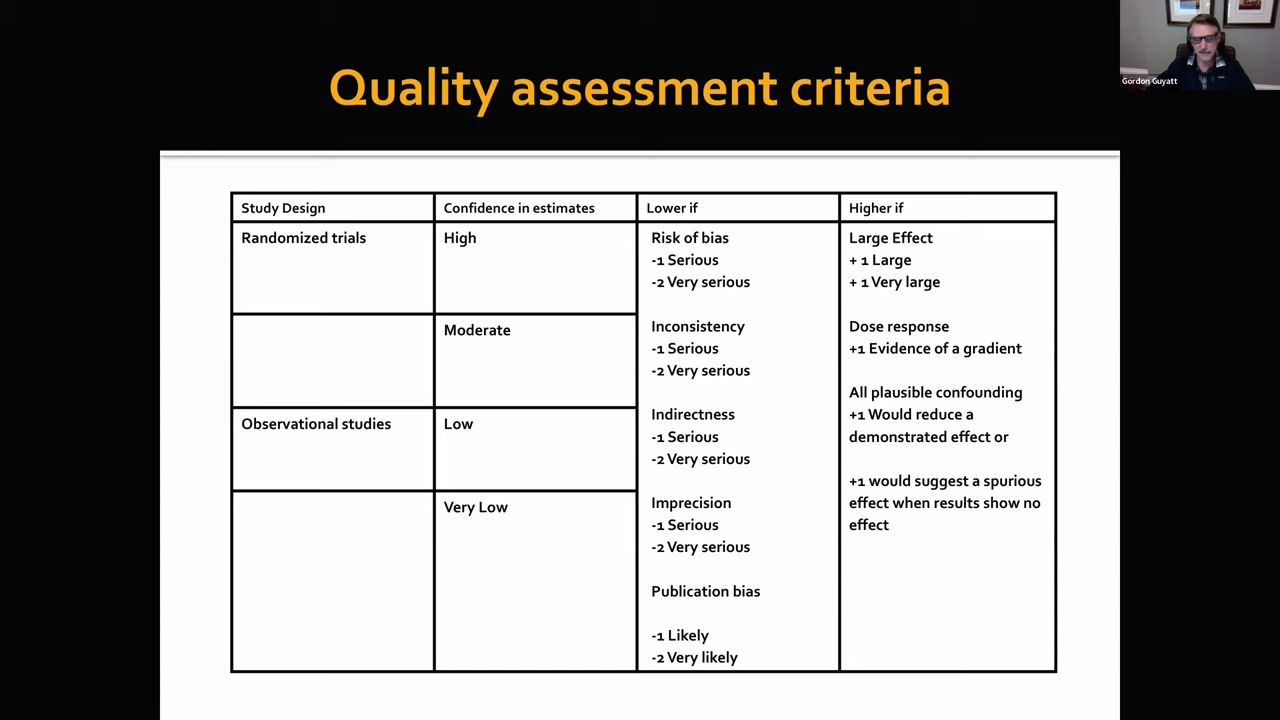 Quality assessment criteria
Gordon Guyatt
Study Design
Confidence in estimates
Lower if
Higher if
Randomized trials
High
Moderate
Observational studies
Low
Very Low
Risk of bias
-1 Serious
-2 Very serious
Inconsistency
-1 Serious
-2 Very serious
Indirectness
-1 Serious
-2 Very serious
Imprecision
-1 Serious
-2 Very serious
Publication bias
-1 Likely
-2 Very likely
Large Effect
+ 1 Large
+ 1 Very large
Dose response
+1 Evidence of a gradient
All plausible confounding
+1 Would reduce a
demonstrated effect or
+1 would suggest a spurious
effect when results show no
effect